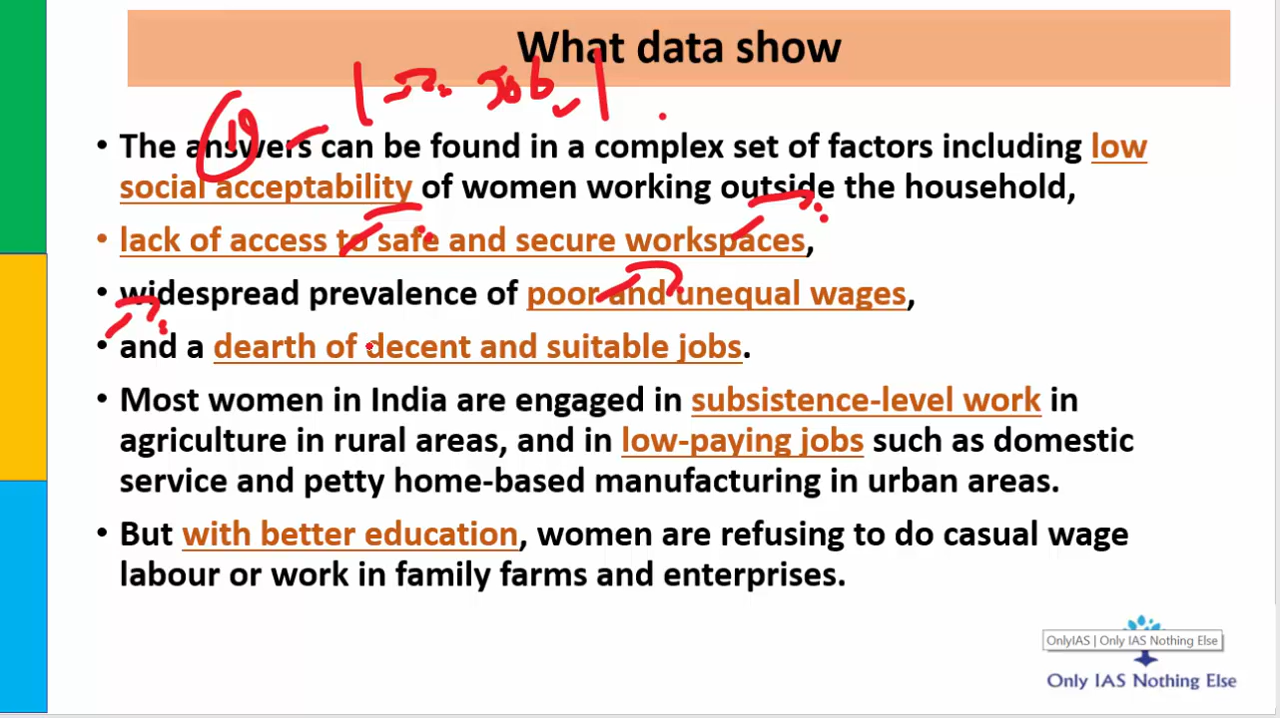 What data show
19
Job
• The answers can be found in a complex set of factors including low
social acceptability of women working outside the household,
• lack of access to safe and secure workspaces,
• widespread prevalence of poor and unequal wages,
• and a dearth of decent and suitable jobs.
• Most women in India are engaged in subsistence-level work in
agriculture in rural areas, and in low-paying jobs such as domestic
service and petty home-based manufacturing in urban areas.
• But with better education, women are refusing to do casual wage
labour or work in family farms and enterprises.
OnlyIAS | Only IAS Nothing Else
Only IAS Nothing Else